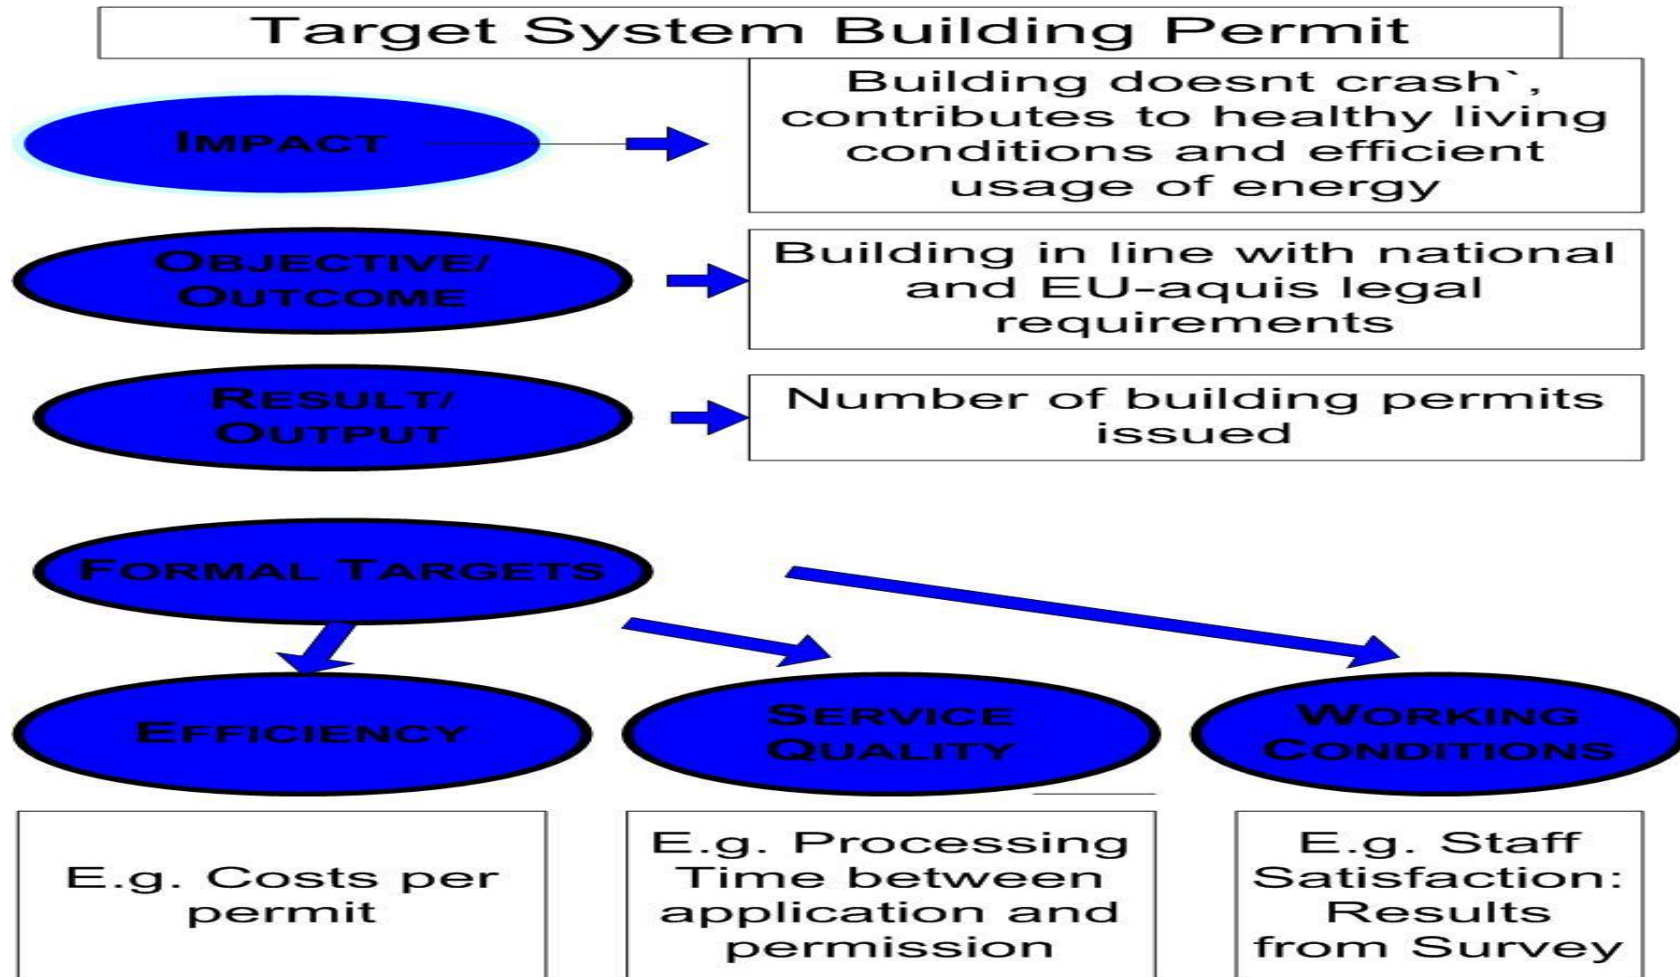 Target System Building Permit
IMPACT
Building doesnt crash`,
contributes to healthy living
conditions and efficient
usage of energy
OBJECTIVE/
OUTCOME
Building in line with national
and EU-aquis legal
requirements
RESULT/
OUTPUT
Number of building permits
issued
FORMAL TARGETS
EFFICIENCY
SERVICE
QUALITY
WORKING
CONDITIONS
E.g. Costs per
permit
E.g. Processing
Time between
application and
permission
E.g. Staff
Satisfaction:
Results
from Survey